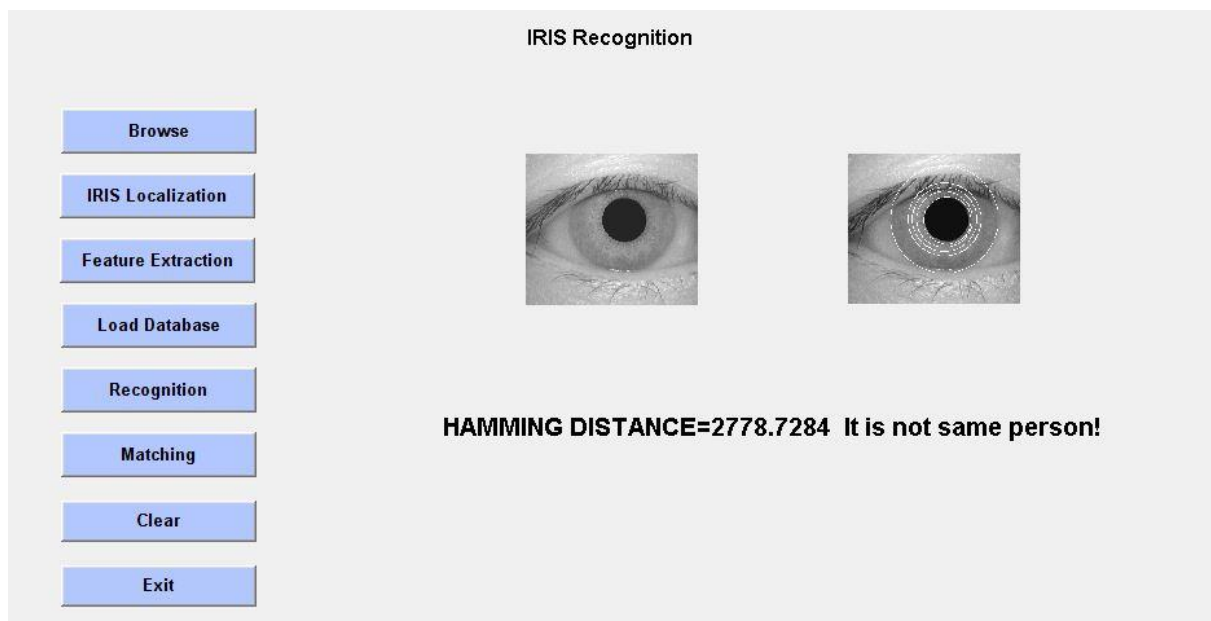 IRIS Recognition
Browse
IRIS Localization
Feature Extraction
Load Database
Recognition
Matching
Clear
Exit
HAMMING DISTANCE=2778.7284  It is not same person!